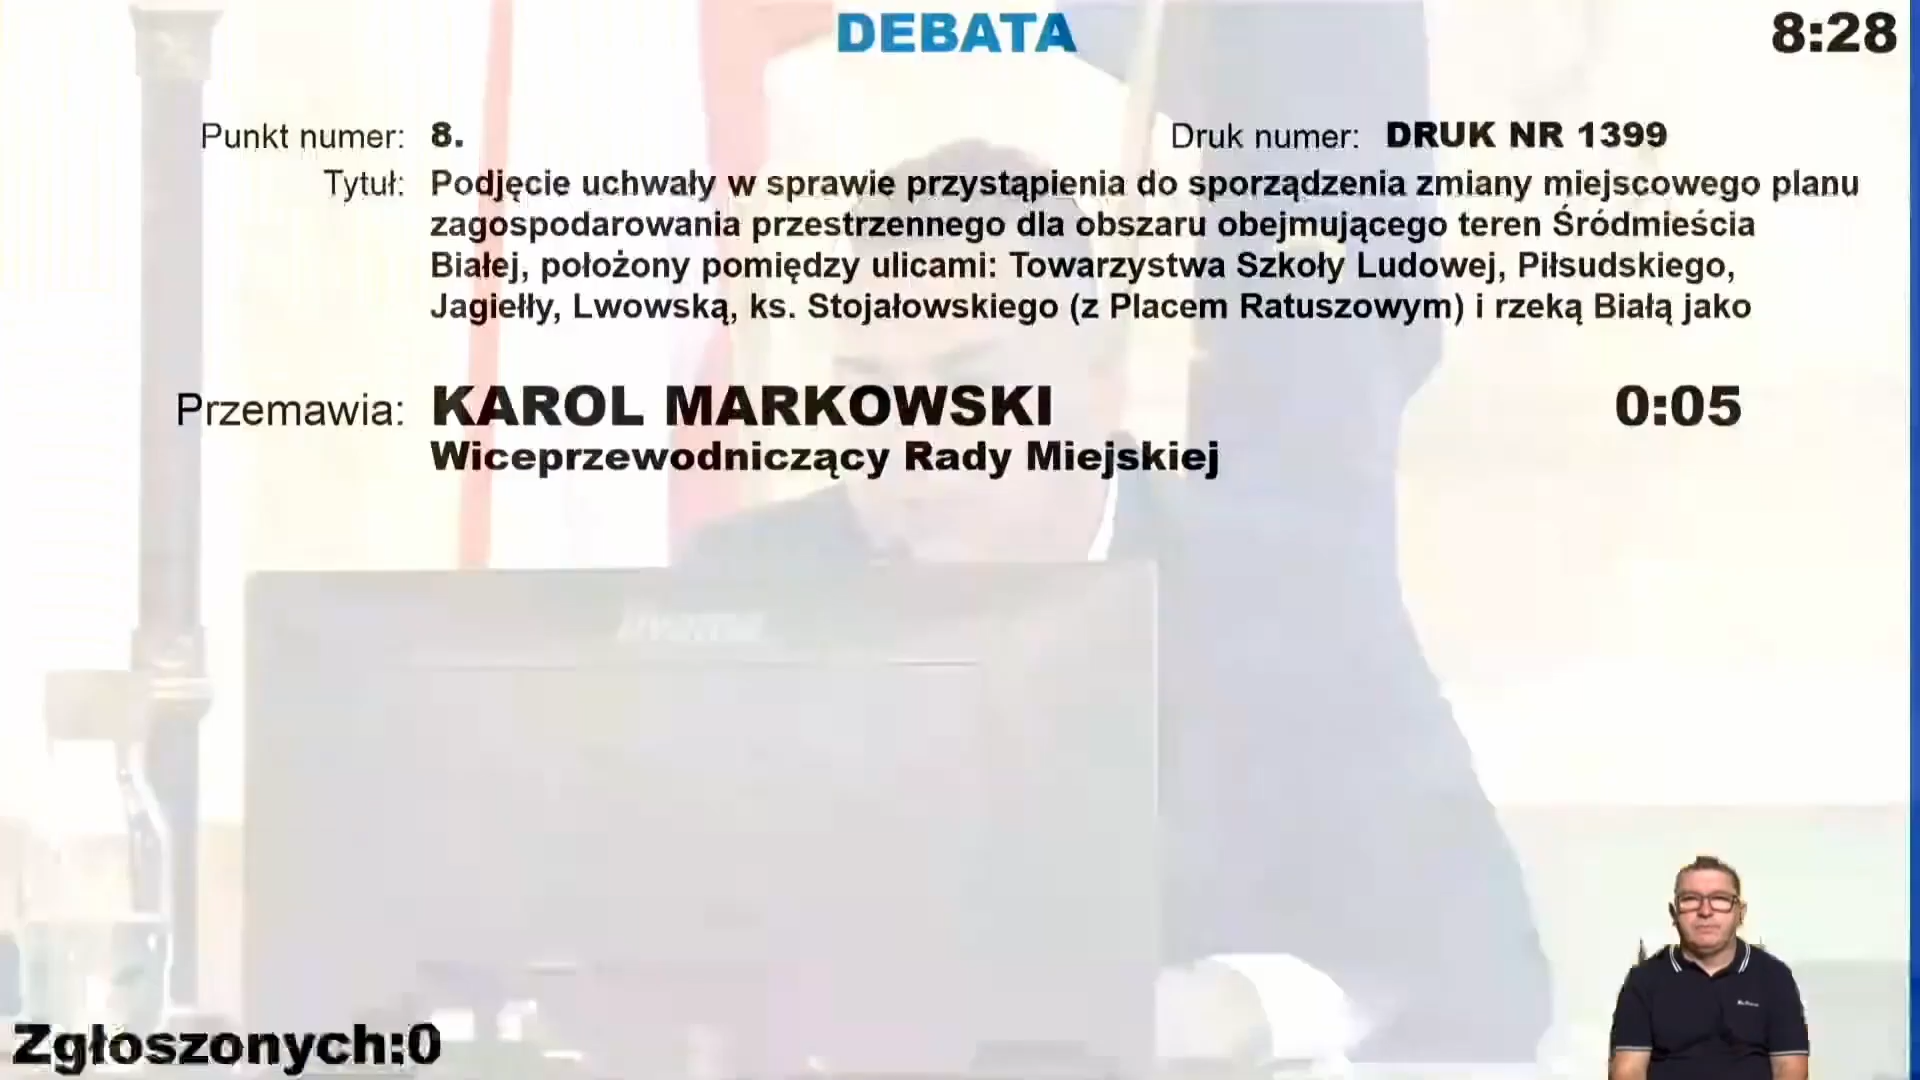 DEBATA
8:28
Punkt numer: 8.
Druk numer: DRUK NR 1399
Tytuł: Podjęcie uchwały w sprawie przystąpienia do sporządzenia zmiany miejscowego planu
zagospodarowania przestrzennego dla obszaru obejmującego teren Śródmieścia
Białej, położony pomiędzy ulicami: Towarzystwa Szkoły Ludowej, Piłsudskiego,
Jagiełły, Lwowską, ks. Stojałowskiego (z Placem Ratuszowym) i rzeką Białą jako
Przemawia: KAROL MARKOWSKI
0:05
Wiceprzewodniczący Rady Miejskiej
Zgłoszonych:0